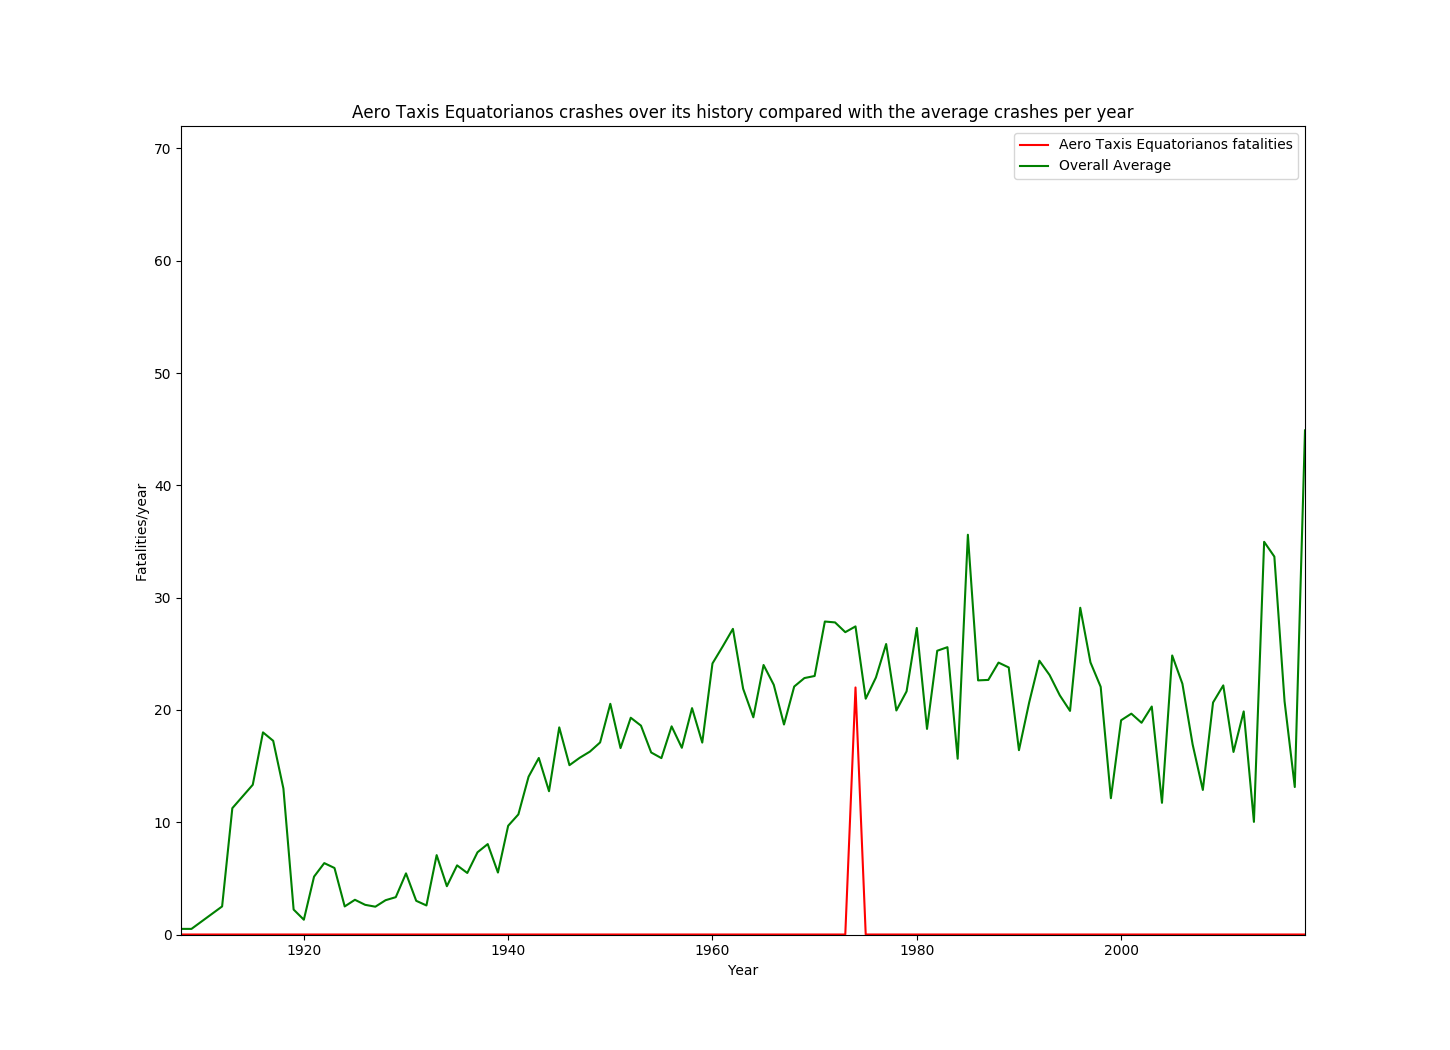 Aero Taxis Equatorianos crashes over its history compared with the average crashes per year
Aero Taxis Equatorianos fatalities
Overall Average
70
60
50
40
30
20
10
0
Fatalities/year
1920 1940 1960 1980 2000
Year